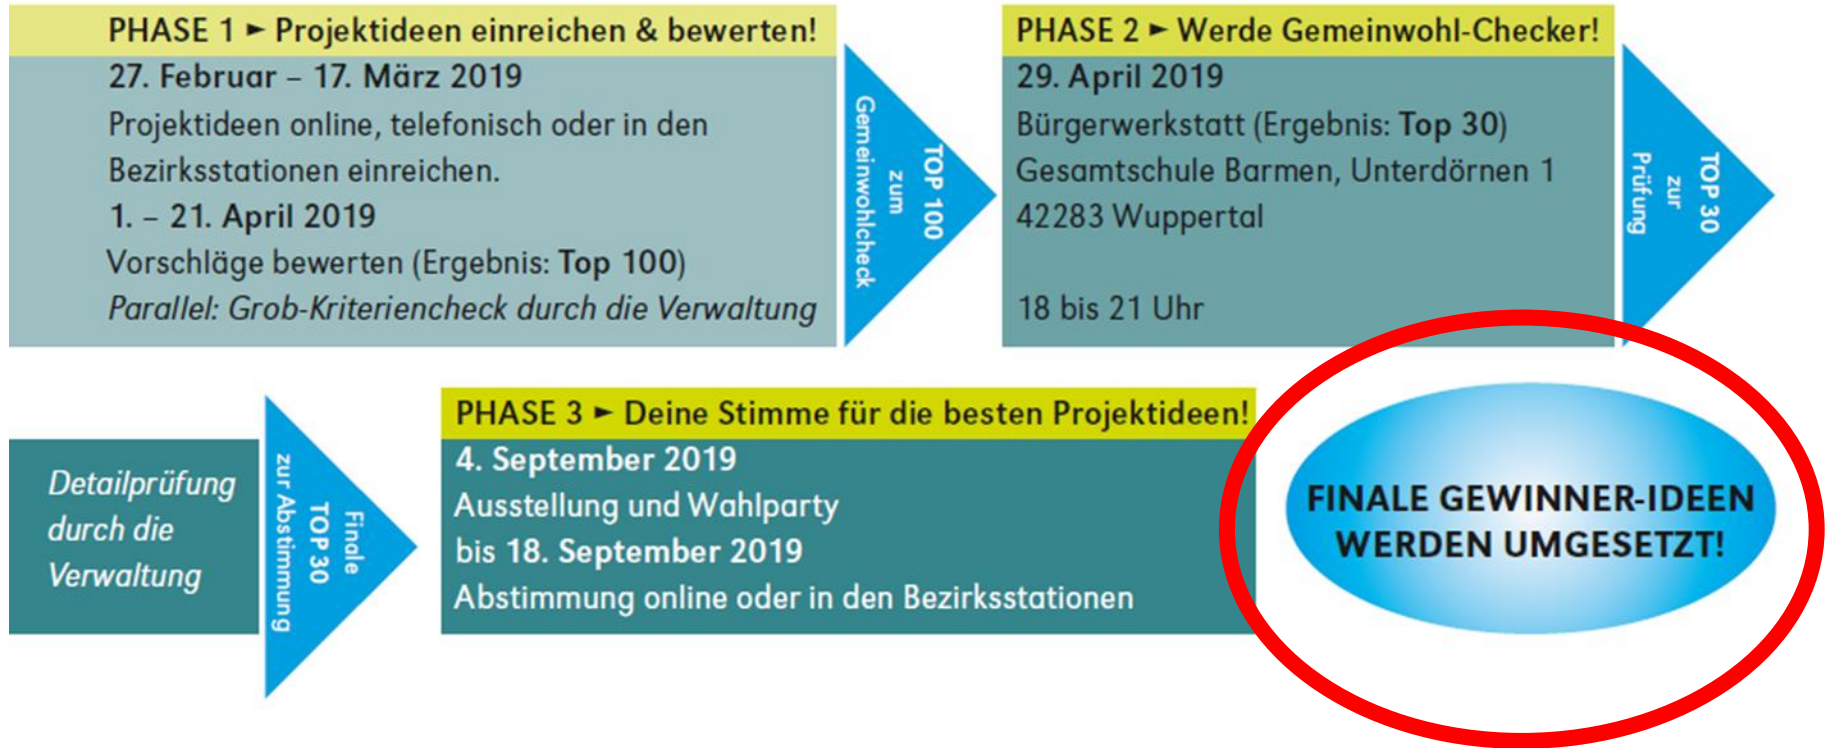 PHASE 1 ► Projektideen einreichen & bewerten!
27. Februar – 17. März 2019
Projektideen online, telefonisch oder in den
Bezirksstationen einreichen.
1. – 21. April 2019
Vorschläge bewerten (Ergebnis: Top 100)
Parallel: Grob-Kriteriencheck durch die Verwaltung
TOP 100
zum
Gemeinwohlcheck
PHASE 2 ► Werde Gemeinwohl-Checker!
29. April 2019
Bürgerwerkstatt (Ergebnis: Top 30)
Gesamtschule Barmen, Unterdörnen 1
42283 Wuppertal
18 bis 21 Uhr
TOP 30
zur
Prüfung
Detailprüfung
durch die
Verwaltung
Finale
TOP 30
zur Abstimmung
PHASE 3 ► Deine Stimme für die besten Projektideen!
4. September 2019
Ausstellung und Wahlparty
bis 18. September 2019
Abstimmung online oder in den Bezirksstationen
FINALE GEWINNER-IDEEN
WERDEN UMGESETZT!